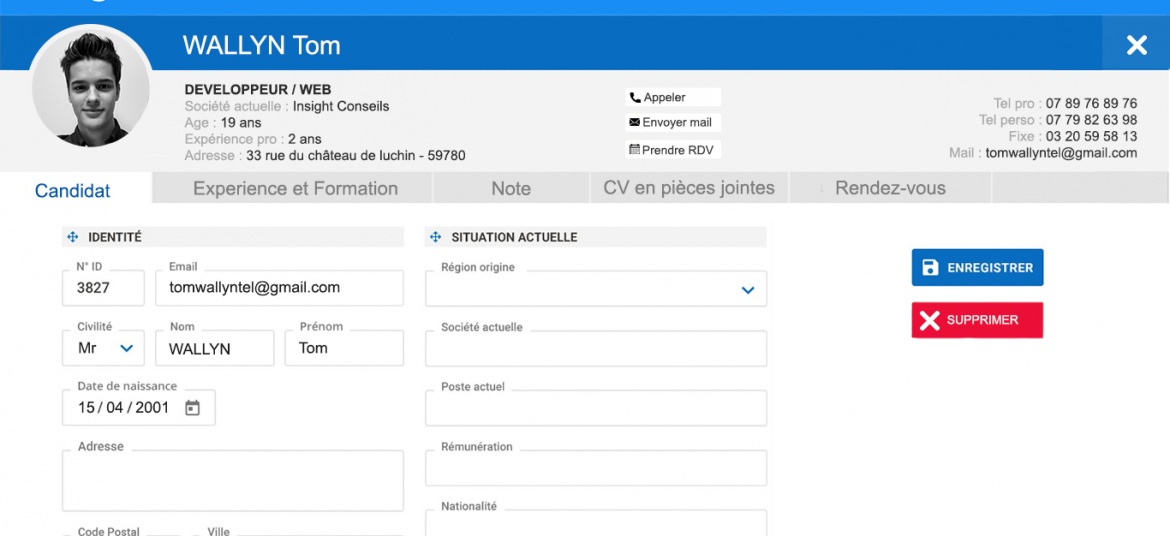 WALLYN Tom
DEVELOPPEUR / WEB
Société actuelle : Insight Conseils
Age : 19 ans
Expérience pro : 2 ans
Adresse : 33 rue du château de luchin - 59780
Appeler
Envoyer mail
Prendre RDV
Tel pro : 07 89 76 89 76
Tel perso : 07 79 82 63 98
Fixe : 03 20 59 58 13
Mail : tomwallyntel@gmail.com
Candidat
Experience et Formation
Note
CV en pièces jointes
Rendez-vous
IDENTITÉ
N° ID
3827
Email
tomwallyntel@gmail.com
Civilité
Mr
Nom
WALLYN
Prénom
Tom
Date de naissance
15 / 04 / 2001
Adresse
Code Postal
Ville
SITUATION ACTUELLE
Région origine
Société actuelle
Poste actuel
Rémunération
Nationalité
ENREGISTRER
SUPPRIMER